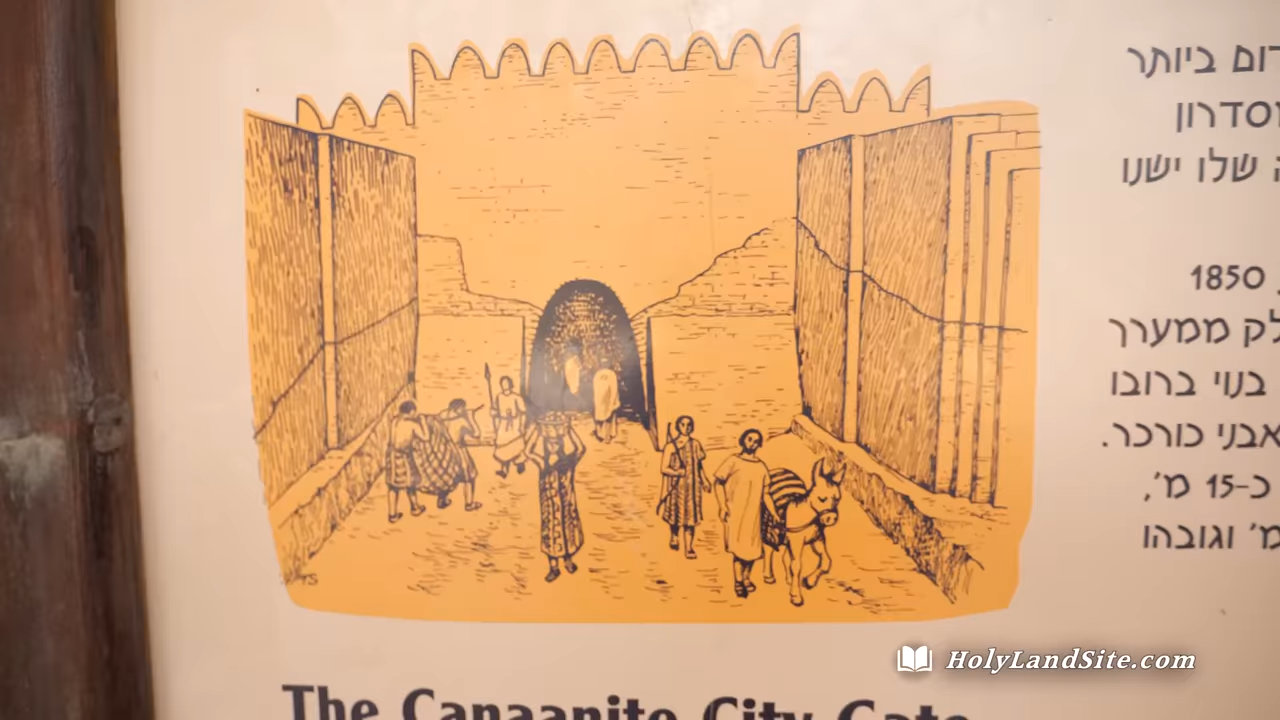 רום ביותר
מסדרון
ה שלו ישנו
1850
לק ממערך
בנוי ברובו
אבני כורכר.
כ-15 מ',
מ' וגובהו
HolyLandSite.com
The Canaanite City Gate